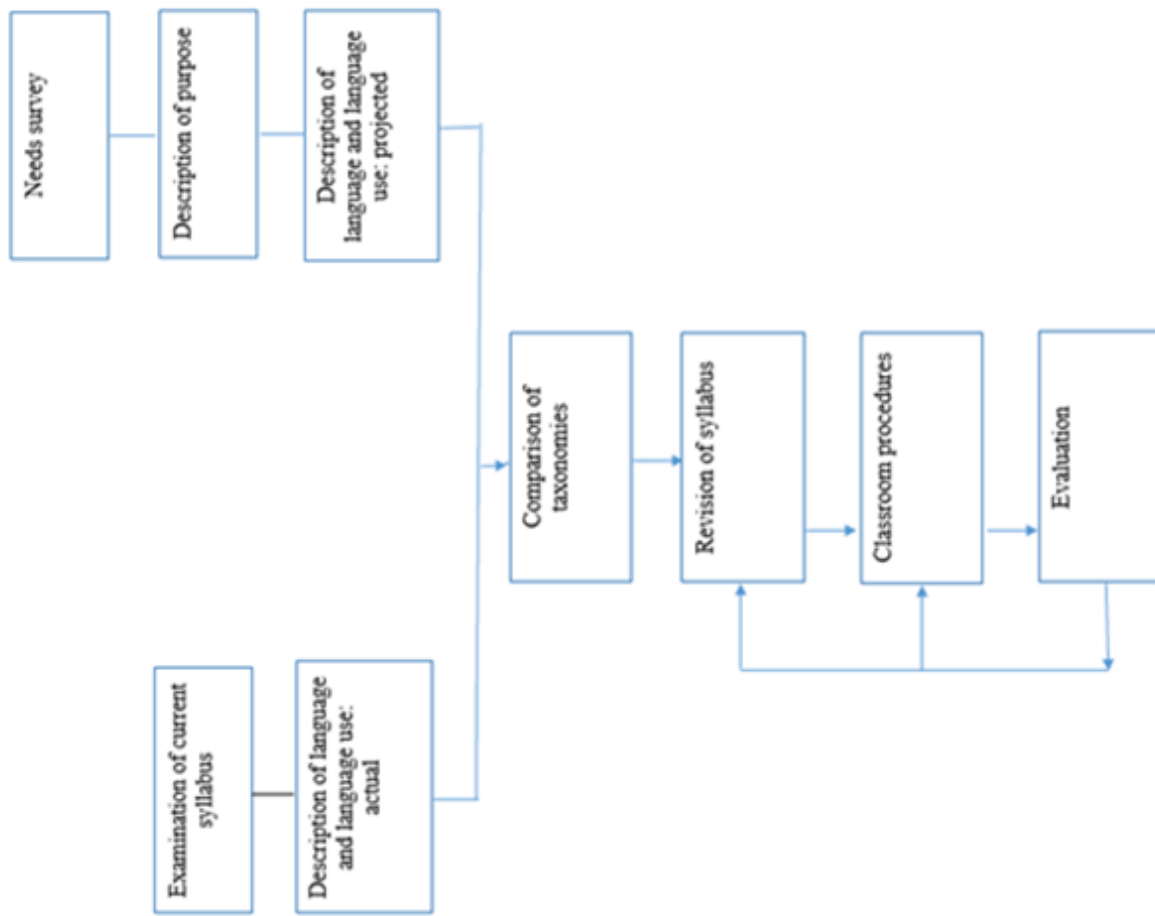 Needs survey
Description of purpose
Description of
language and language
use: projected
Examination of current
syllabus
Description of language
and language use:
actual
Comparison of
taxonomies
Revision of syllabus
Classroom procedures
Evaluation